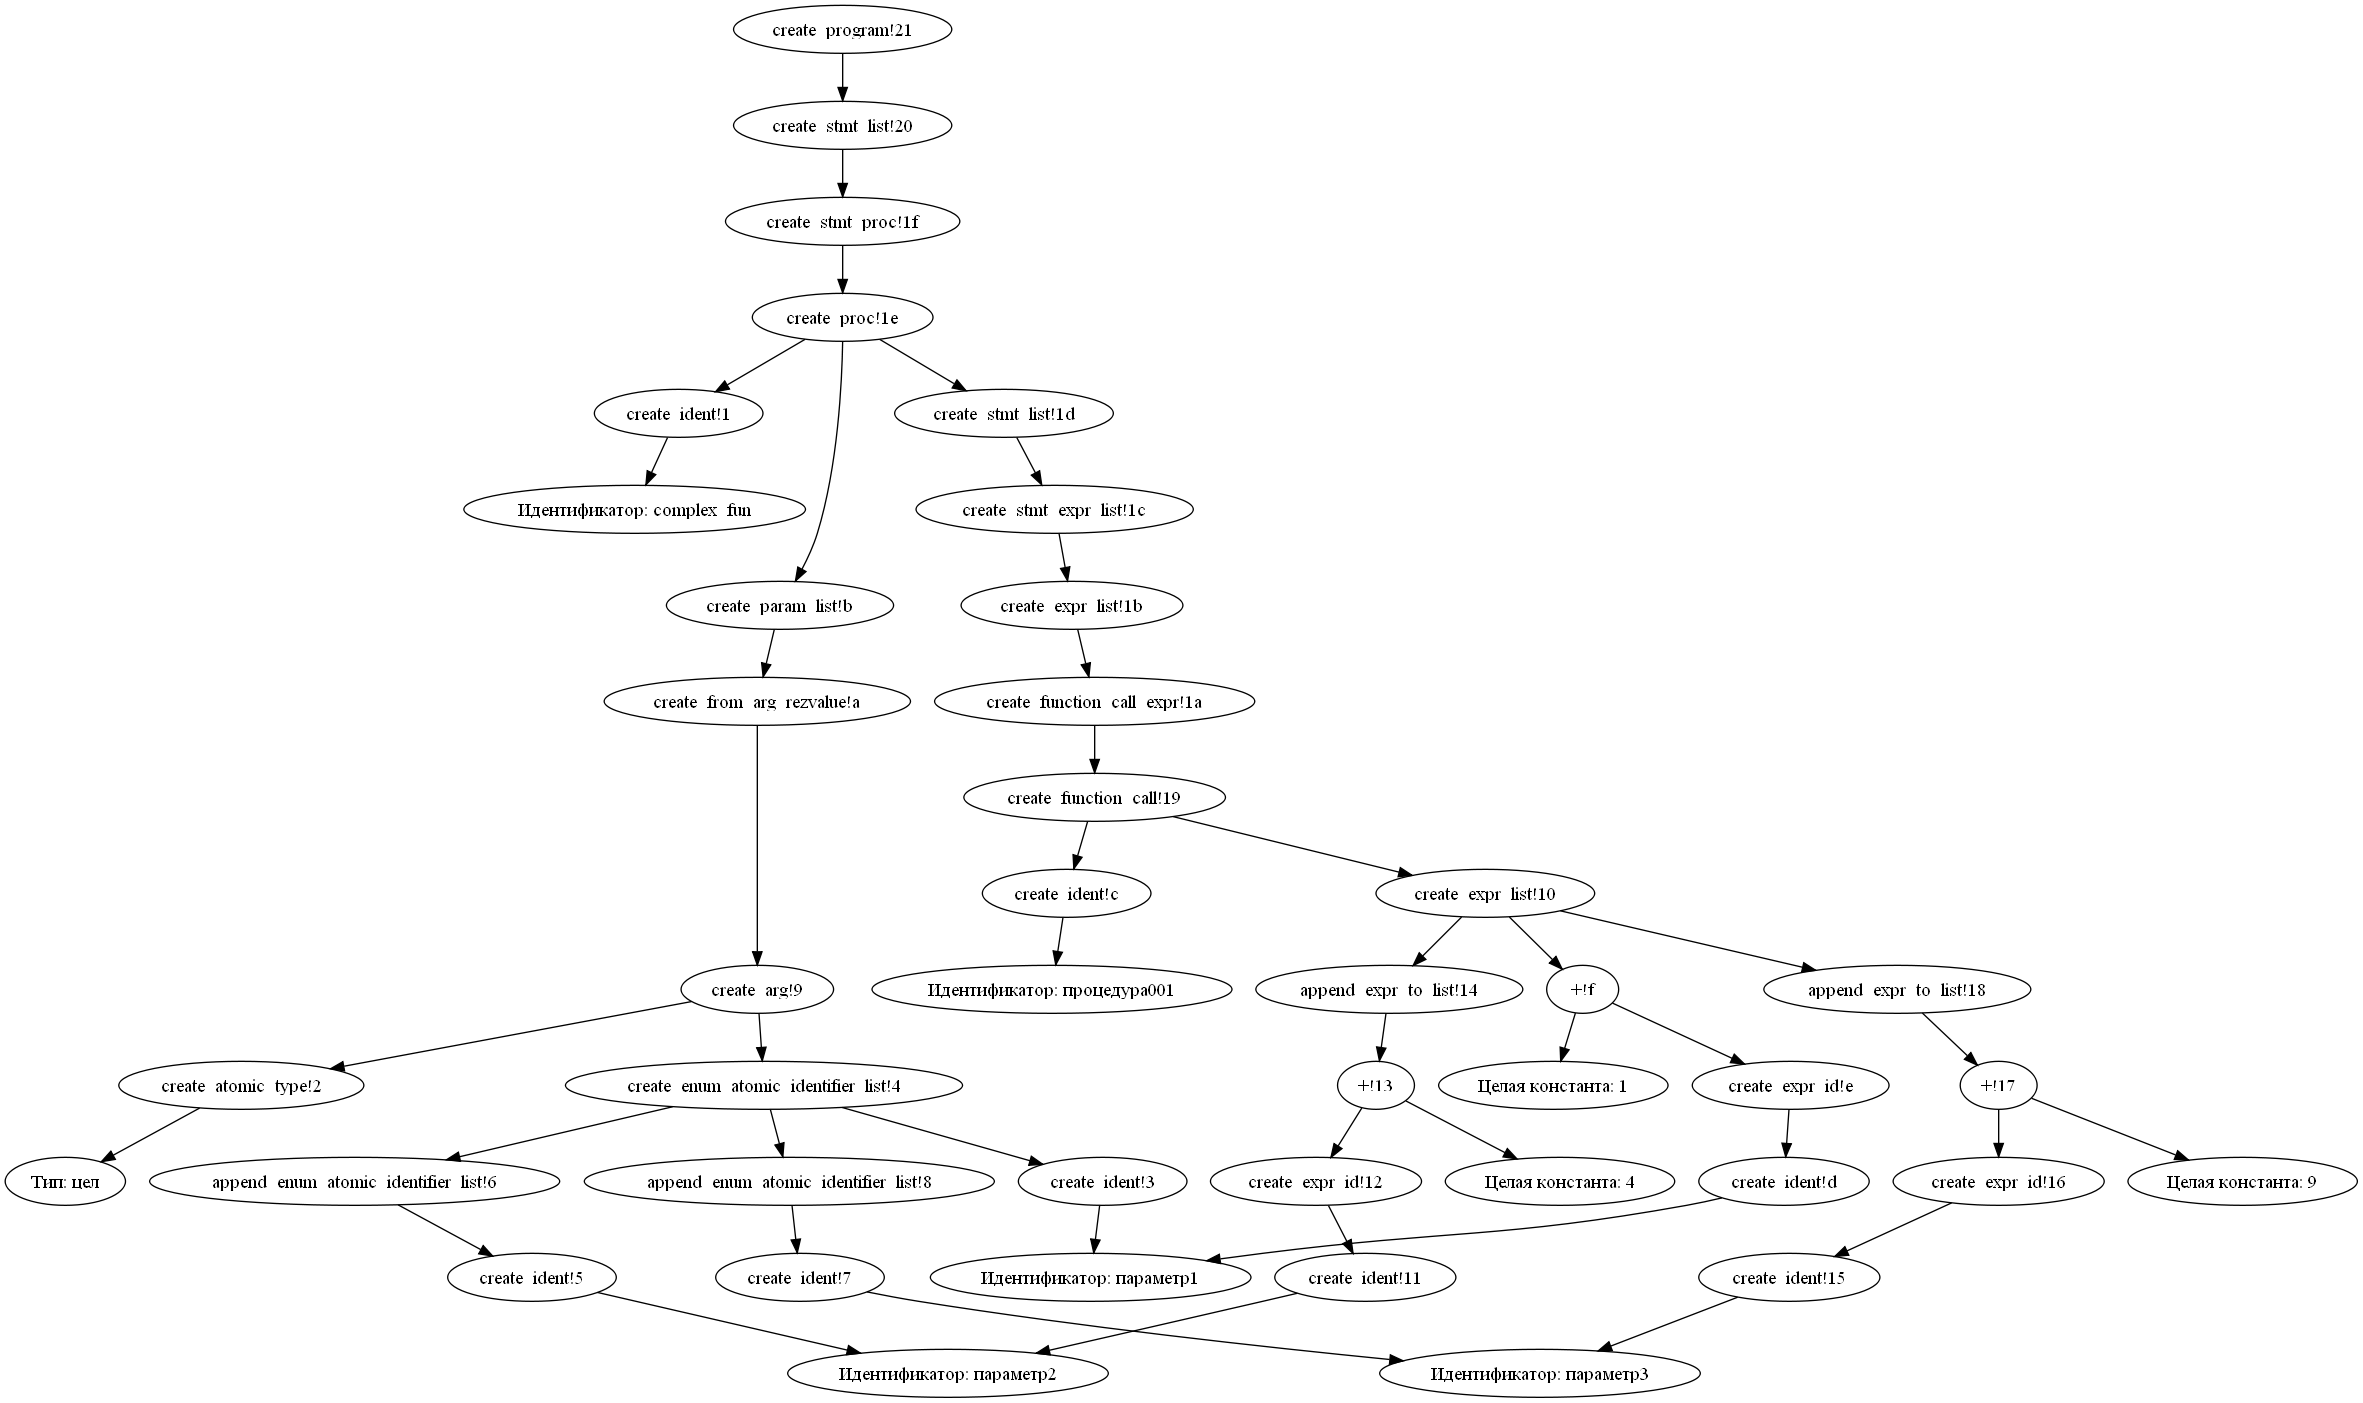 create program!21
create stmt list!20
create stmt proc!1f
create proc!1e
create ident!1
create stmt list!1d
Идентификатор: complex fun
create stmt expr list!1c
create param list!b
create expr list!1b
create from arg rezvalue!a
create function call expr!1a
create function call!19
create ident!c
create expr list!10
create arg!9
Идентификатор: процедура001
append expr to list!14
+!f
append expr to list!18
create atomic type!2
create enum atomic identifier list!4
+!13
Целая константа: 1
create expr id!e
+!17
Тип: цел
append enum atomic identifier list!6
append enum atomic identifier list!8
create ident!3
create expr id!12
Целая константа: 4
create ident!d
create expr id!16
Целая константа: 9
create ident!5
create ident!7
Идентификатор: параметр1
create ident!11
create ident!15
Идентификатор: параметр2
Идентификатор: параметр3